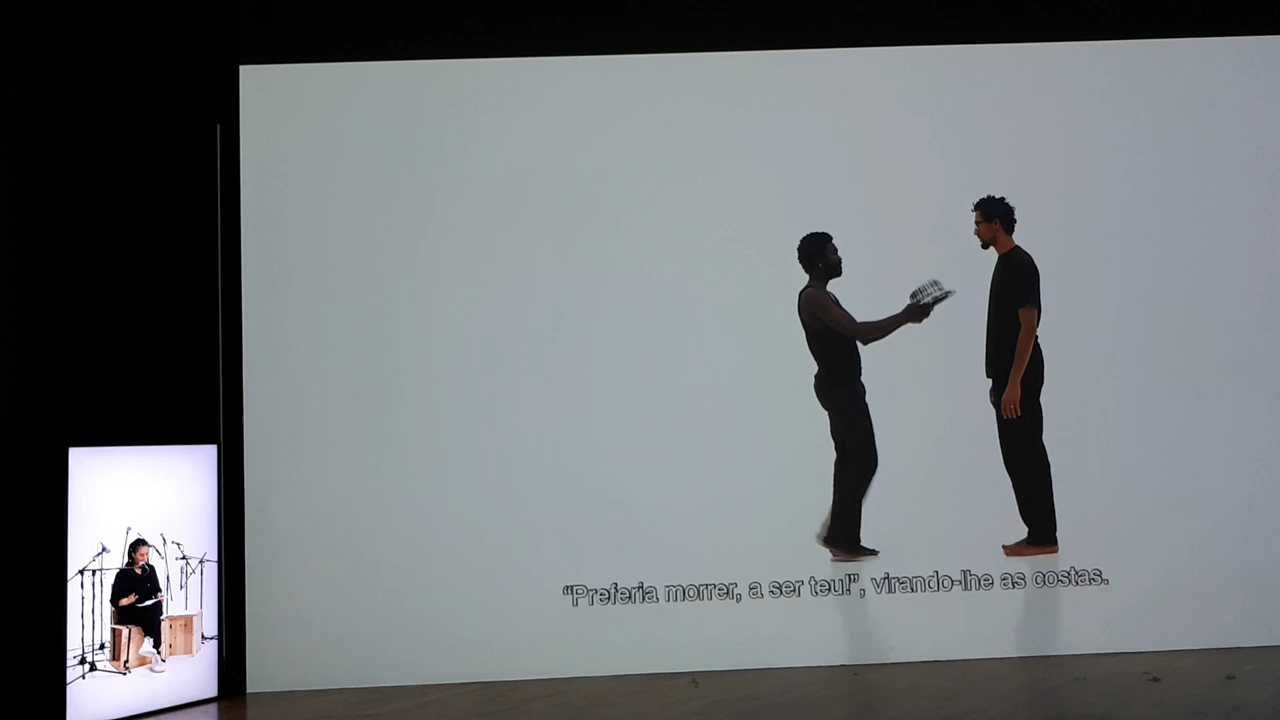 “Preferia morrer, a ser teu!”, virando-lhe as costas.